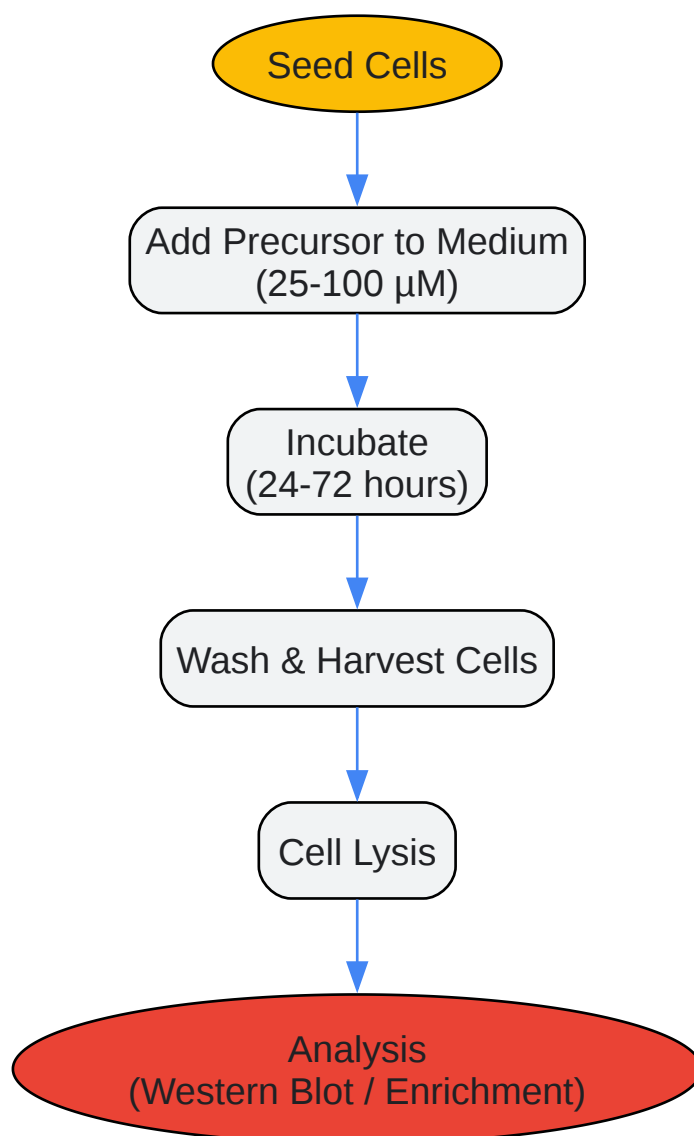 Seed Cells
Add Precursor to Medium
(25-100 µM)
Incubate
(24-72 hours)
Wash & Harvest Cells
Cell Lysis
Analysis
(Western Blot / Enrichment)